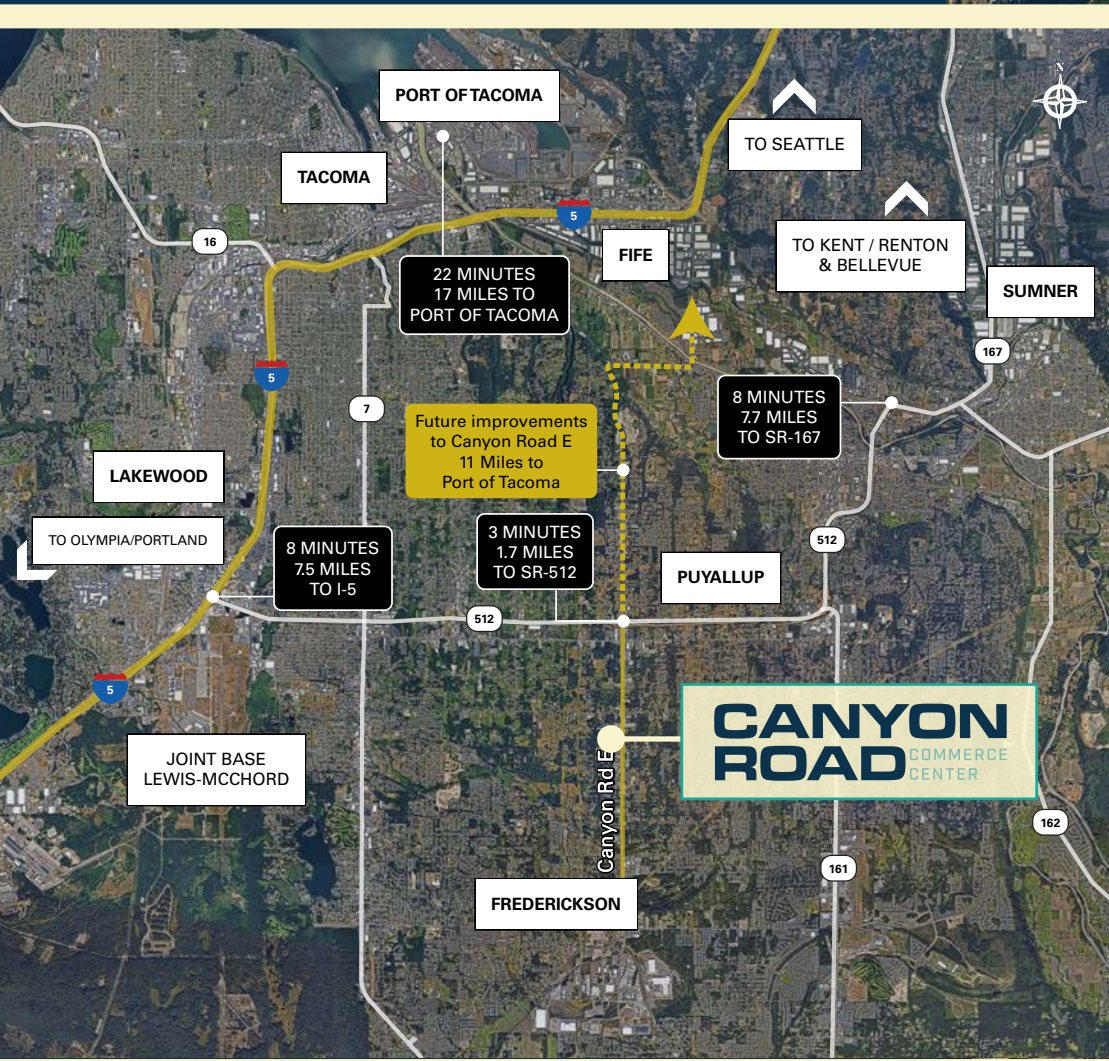 N
PORT OF TACOMA
TO SEATTLE
TACOMA
5
16
TO KENT / RENTON
& BELLEVUE
FIFE
22 MINUTES
17 MILES TO
PORT OF TACOMA
SUMNER
167
5
7
8 MINUTES
7.7 MILES
TO SR-167
Future improvements
to Canyon Road E
11 Miles to
Port of Tacoma
LAKEWOOD
TO OLYMPIA/PORTLAND
8 MINUTES
7.5 MILES
TO I-5
3 MINUTES
1.7 MILES
TO SR-512
512
PUYALLUP
512
5
CANYON
ROAD
COMMERCE
CENTER
JOINT BASE
LEWIS-MCCHORD
Canyon Rd E
162
161
FREDERICKSON